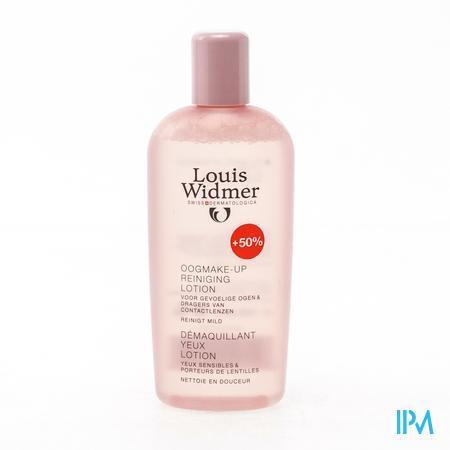 Louis
Widmer
SWISS DERMATOLOGICA
+50%
OOGMAKE-UP
REINIGING
LOTION
VOOR GEVOELIGE OGEN &
DRAGERS VAN
CONTACTLENZEN
REINIGT MILD
DÉMAQUILLANT
YEUX
LOTION
YEUX SENSIBLES &
PORTEURS DE LENTILLES
NETTOIE EN DOUCEUR
IPM